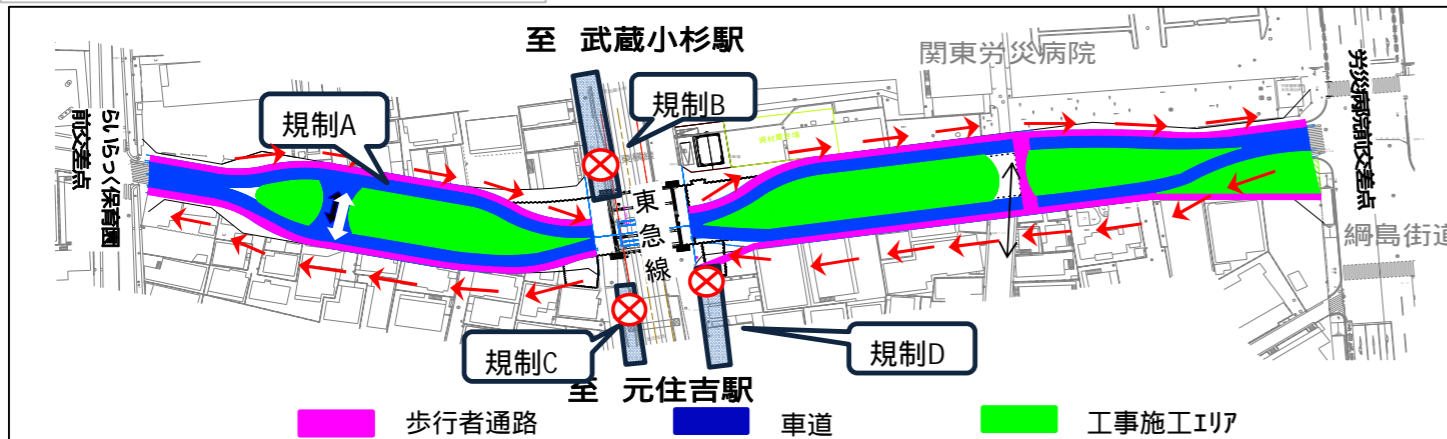 至 武蔵小杉駅
関東労災病院
規制A
規制B
らいらっく保育園
前交差点
労災病院前北交差点
東急線
綱島街道
規制C
規制D
至 元住吉駅
歩行者通路
車道
工事施工エリア